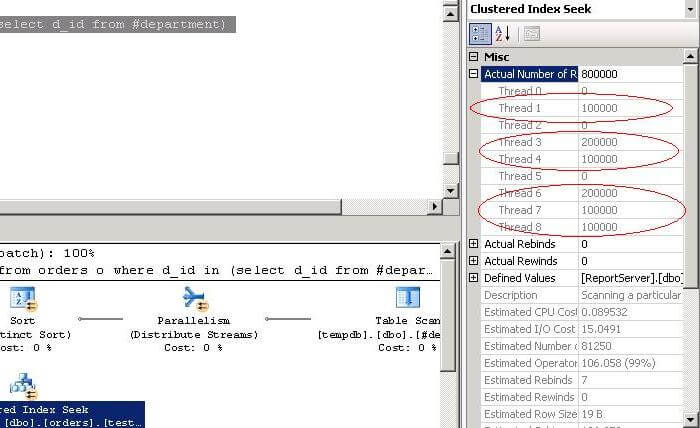 select d_id from #department)
Clustered Index Seek
Misc
Actual Number of R 800000
Thread 0 0
Thread 1 100000
Thread 2 0
Thread 3 200000
Thread 4 100000
Thread 5 0
Thread 6 200000
Thread 7 100000
Thread 8 100000
Actual Rebinds 0
Actual Rewinds 0
Defined Values [ReportServer].[dbo]
Description Scanning a particular
Estimated CPU Cost 0.089532
Estimated I/O Cost 15.0491
Estimated Number o 81250
Estimated Operator 106.058 (99%)
Estimated Rebinds 7
Estimated Rewinds 0
Estimated Row Size 19 B
patch): 100%
from orders o where d_id in (select d_id from #depar...
Sort
tinct Sort)
Cost: 0 %
Parallelism
(Distribute Streams)
Cost: 0 %
Table Scan
[tempdb].[dbo].[#de
Cost: 0 %
red Index Seek
[dbo].[orders].[test...